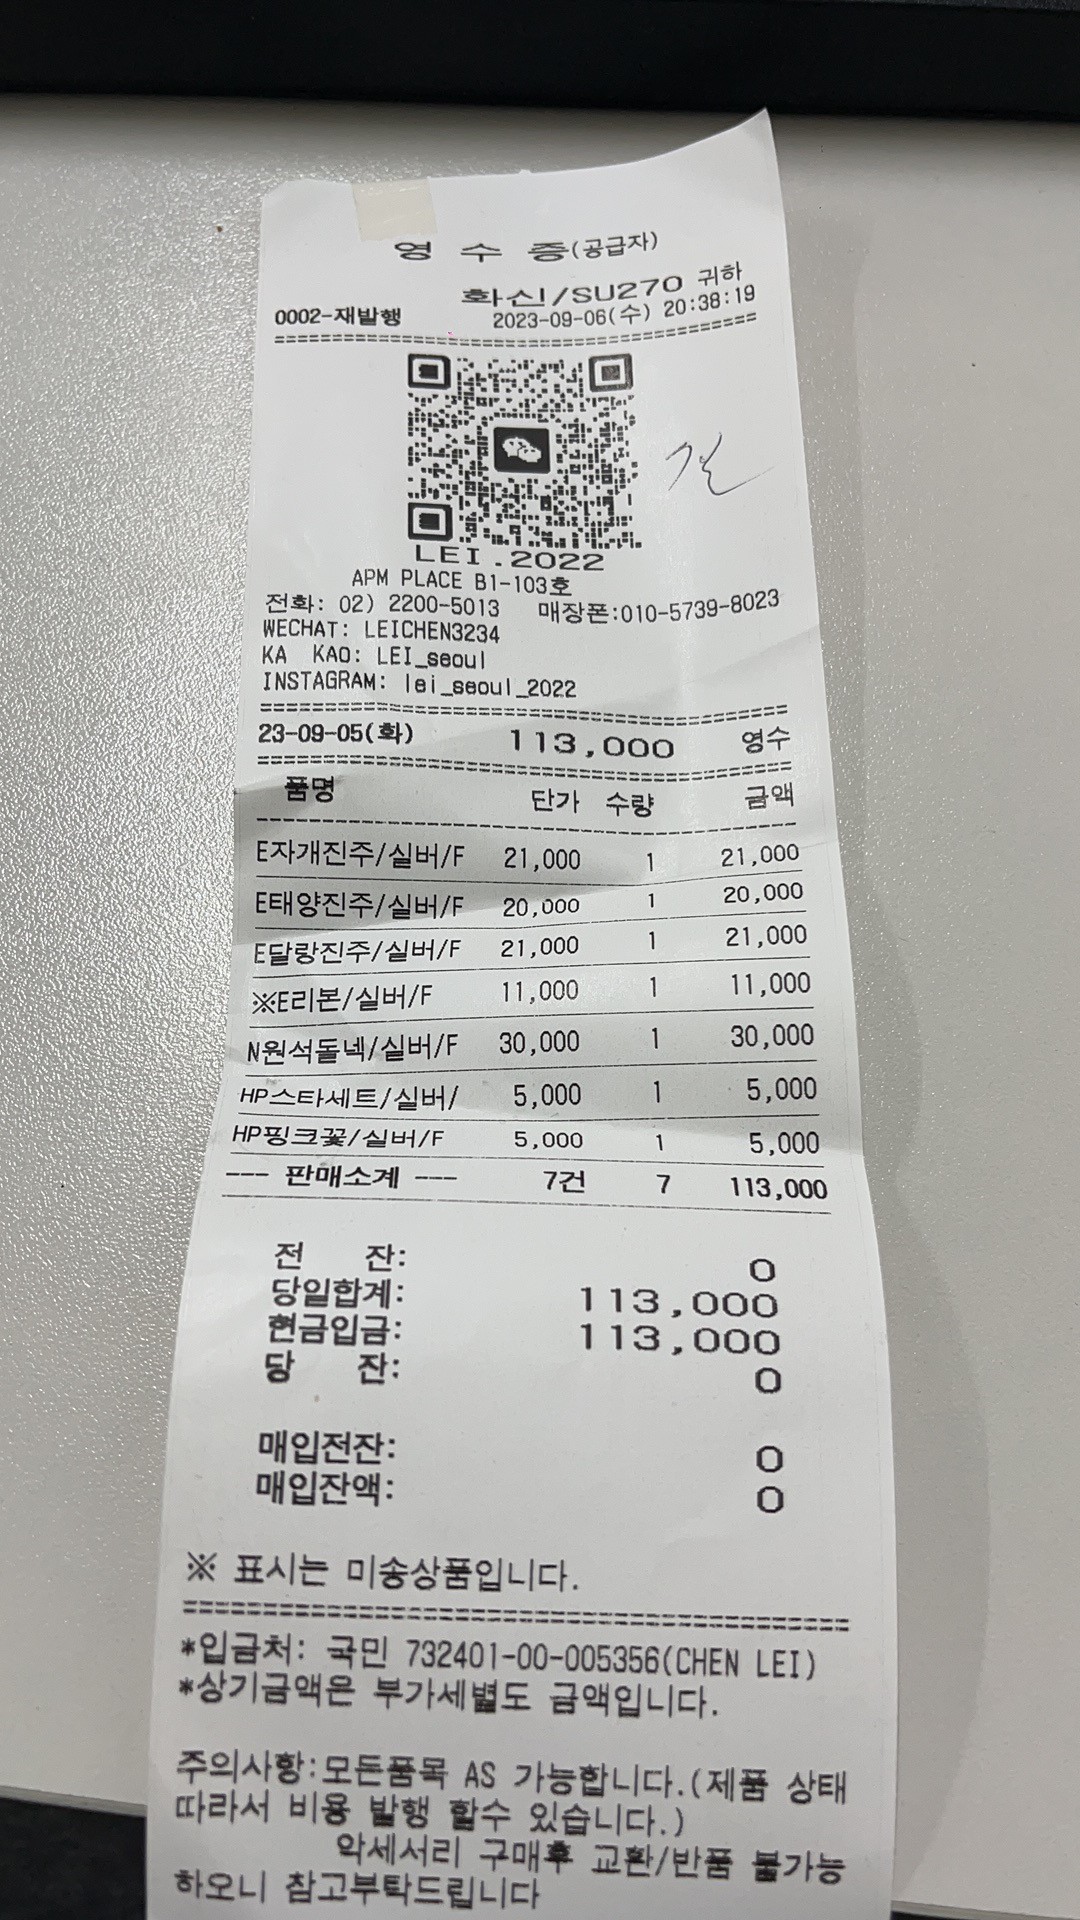 영 수 증(공급자)
화신/SU270 귀하
0002-재발행 2023-09-06(수) 20:38:19
LEI.2022
APM PLACE B1-103호
전화: 02) 2200-5013 매장폰:010-5739-8023
WECHAT: LEICHEN3234
KA KAO: LEI_seoul
INSTAGRAM: lei_seoul_2022
23-09-05(화) 113,000 영수
품명 단가 수량 금액
E자개진주/실버/F 21,000 1 21,000
E태양진주/실버/F 20,000 1 20,000
E달랑진주/실버/F 21,000 1 21,000
※E리본/실버/F 11,000 1 11,000
N원석돌넥/실버/F 30,000 1 30,000
HP스타세트/실버/ 5,000 1 5,000
HP핑크꽃/실버/F 5,000 1 5,000
--- 판매소계 --- 7건 7 113,000
전 잔: 0
당일합계: 113,000
현금입금: 113,000
당 잔: 0
매입전잔: 0
매입잔액: 0
※ 표시는 미송상품입니다.
*입금처: 국민 732401-00-005356(CHEN LEI)
*상기금액은 부가세별도 금액입니다.
주의사항:모든품목 AS 가능합니다.(제품 상태
따라서 비용 발행 할수 있습니다.)
악세서리 구매후 교환/반품 불가능
하오니 참고부탁드립니다